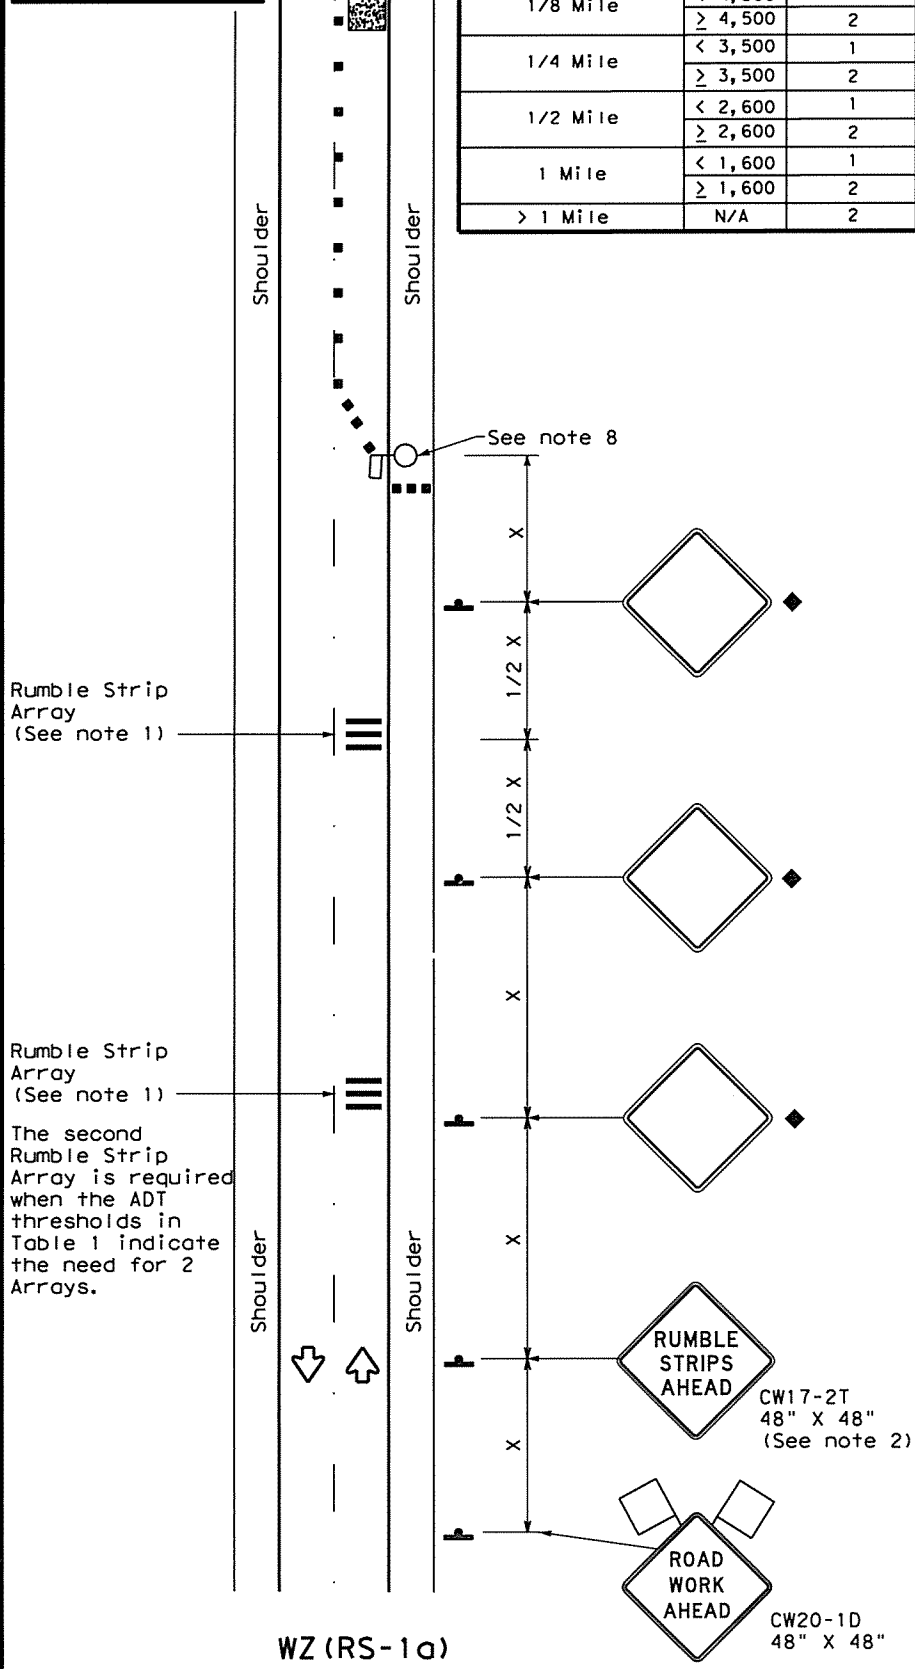 1/8 Mile
≥ 4,500 2
1/4 Mile
< 3,500 1
≥ 3,500 2
1/2 Mile
< 2,600 1
≥ 2,600 2
1 Mile
< 1,600 1
≥ 1,600 2
> 1 Mile N/A 2
Shoulder
Shoulder
See note 8
X
1/2 X
Rumble Strip
Array
(See note 1)
1/2 X
X
Rumble Strip
Array
(See note 1)
The second
Rumble Strip
Array is required
when the ADT
thresholds in
Table 1 indicate
the need for 2
Arrays.
Shoulder
Shoulder
X
RUMBLE
STRIPS
AHEAD
CW17-2T
48" X 48"
(See note 2)
X
ROAD
WORK
AHEAD
CW20-1D
48" X 48"
WZ(RS-1a)